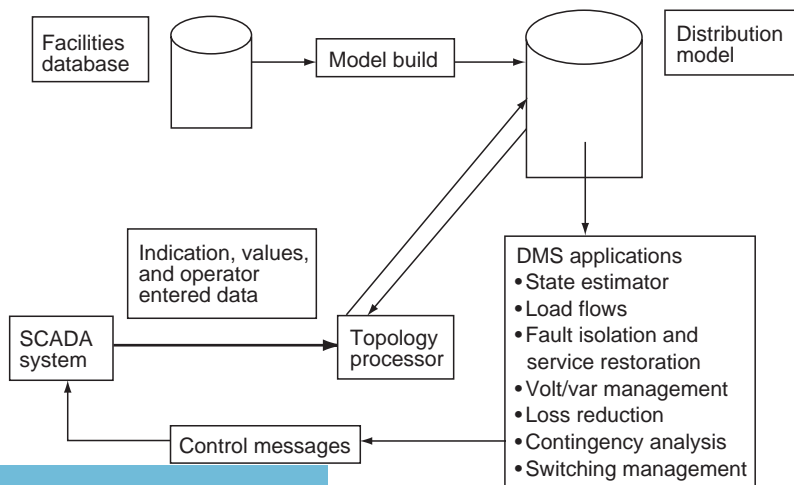 Facilities
database
Model build
Distribution
model
Indication, values,
and operator
entered data
SCADA
system
Topology
processor
Control messages
DMS applications
•State estimator
•Load flows
•Fault isolation and
service restoration
•Volt/var management
•Loss reduction
•Contingency analysis
•Switching management